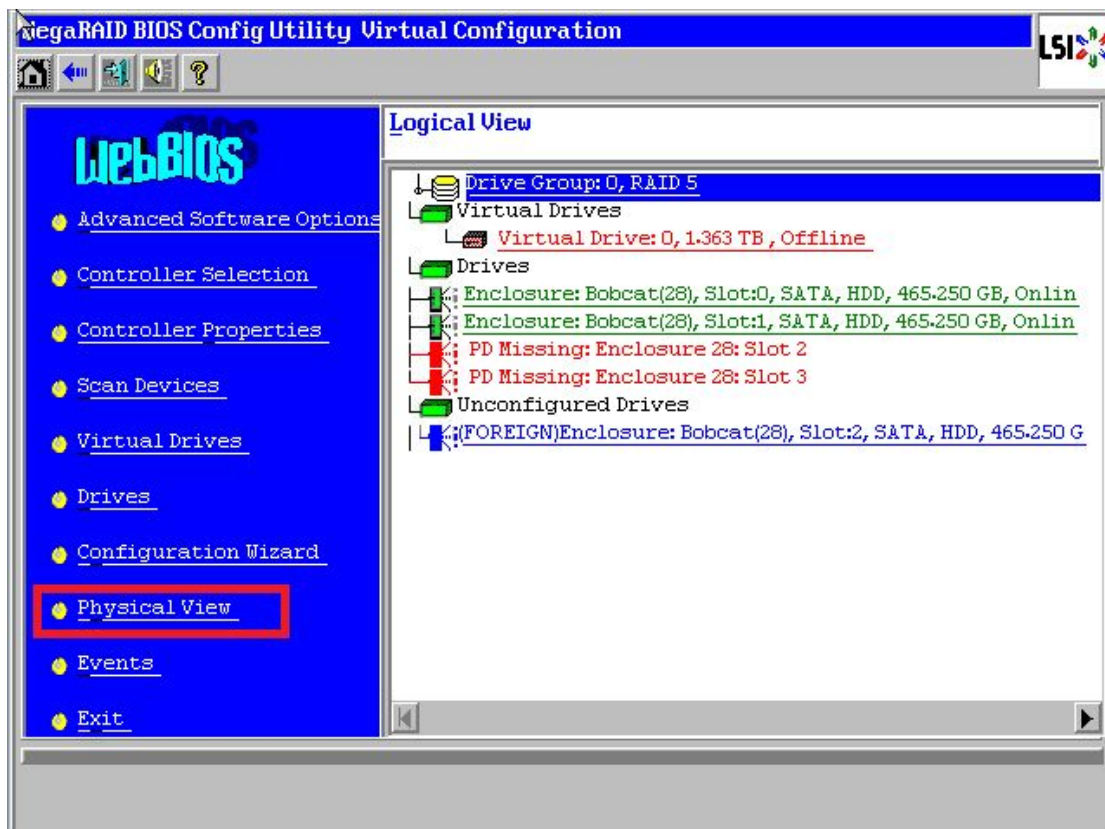 MegaRAID BIOS Config Utility Virtual Configuration
LSI
WebBIOS
Advanced Software Options
Controller Selection
Controller Properties
Scan Devices
Virtual Drives
Drives
Configuration Wizard
Physical View
Events
Exit
Logical View
Drive Group: 0, RAID 5
Virtual Drives
Virtual Drive: 0, 1.363 TB, Offline
Drives
Enclosure: Bobcat(28), Slot:0, SATA, HDD, 465.250 GB, Onlin
Enclosure: Bobcat(28), Slot:1, SATA, HDD, 465.250 GB, Onlin
PD Missing: Enclosure 28: Slot 2
PD Missing: Enclosure 28: Slot 3
Unconfigured Drives
(FOREIGN)Enclosure: Bobcat(28), Slot:2, SATA, HDD, 465.250 G